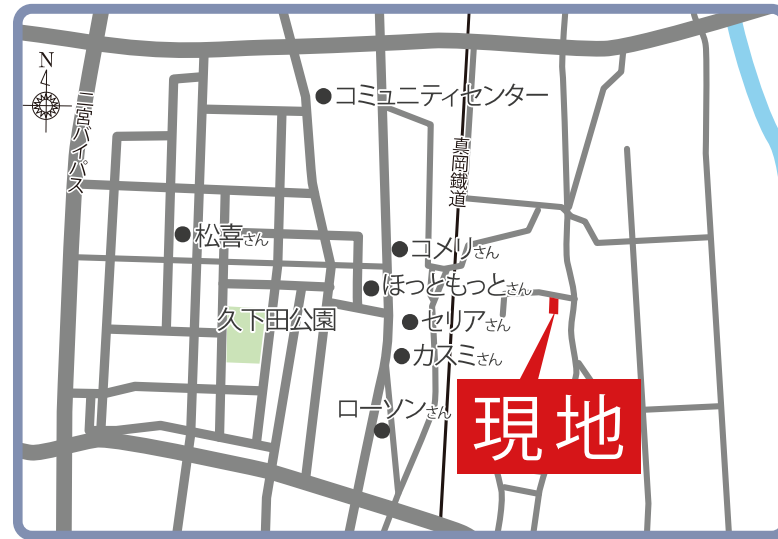 N
二宮バイパス
コミュニティセンター
真岡鐵道
松喜さん
コメリさん
ほっともっとさん
久下田公園
セリアさん
カスミさん
ローソンさん
現地